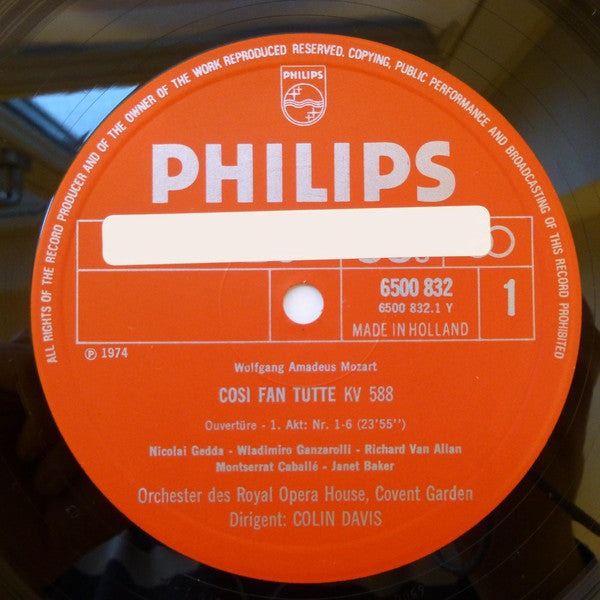 ALL RIGHTS OF THE RECORD PRODUCER AND OF THE OWNER OF THE WORK REPRODUCED RESERVED. COPYING, PUBLIC PERFORMANCE AND BROADCASTING OF THIS RECORD PROHIBITED
PHILIPS
PHILIPS
6500 832
6500 832.1 Y
1
MADE IN HOLLAND
℗ 1974
Wolfgang Amadeus Mozart
COSI FAN TUTTE KV 588
Ouvertüre - 1. Akt: Nr. 1-6 (23'55'')
Nicolai Gedda - Wladimiro Ganzarolli - Richard Van Allan
Montserrat Caballé - Janet Baker
Orchester des Royal Opera House, Covent Garden
Dirigent: COLIN DAVIS